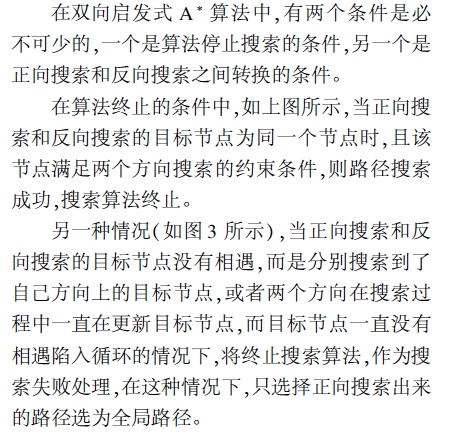 在双向启发式 A* 算法中,有两个条件是必
不可少的,一个是算法停止搜索的条件,另一个是
正向搜索和反向搜索之间转换的条件。
在算法终止的条件中,如上图所示,当正向搜
索和反向搜索的目标节点为同一个节点时,且该
节点满足两个方向搜索的约束条件,则路径搜索
成功,搜索算法终止。
另一种情况(如图 3 所示),当正向搜索和反
向搜索的目标节点没有相遇,而是分别搜索到了
自己方向上的目标节点,或者两个方向在搜索过
程中一直在更新目标节点,而目标节点一直没有
相遇陷入循环的情况下,将终止搜索算法,作为搜
索失败处理,在这种情况下,只选择正向搜索出来
的路径选为全局路径。